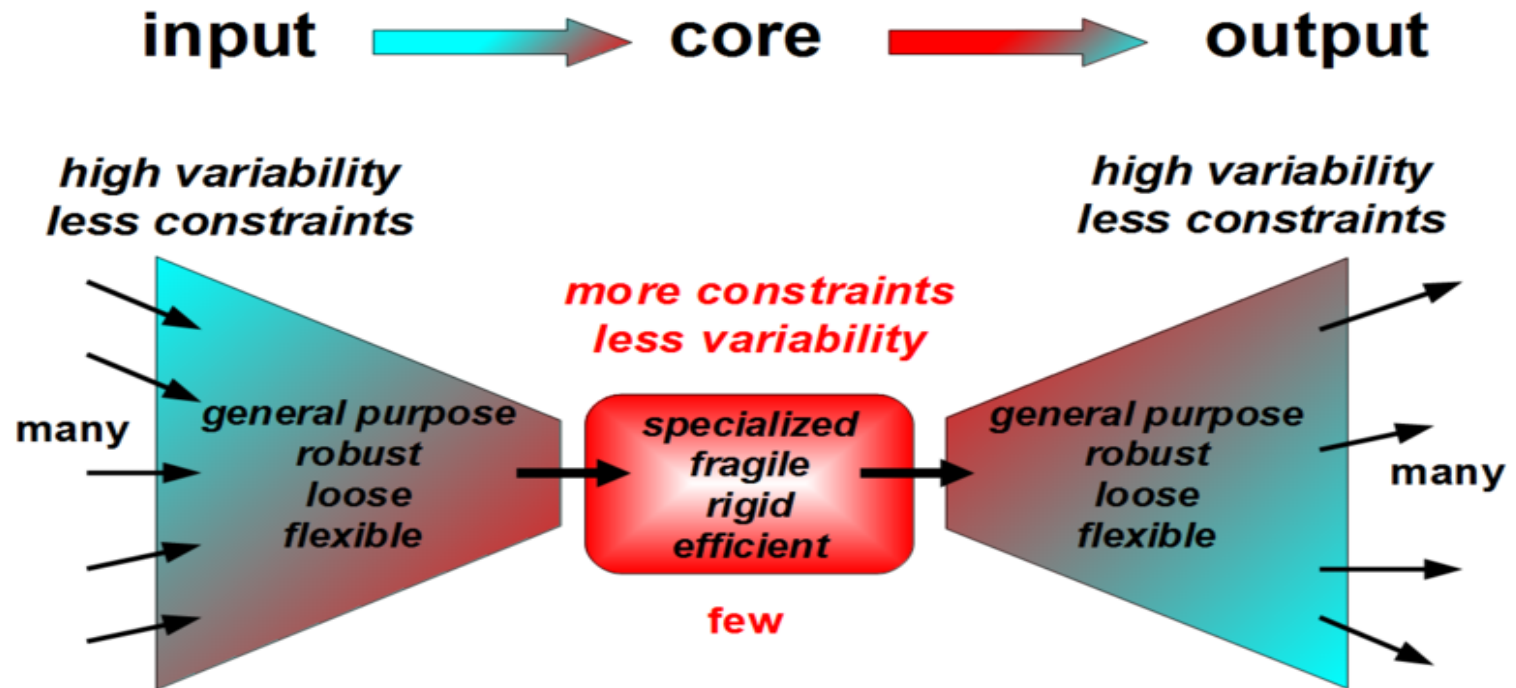 input
core
output
high variability
less constraints
high variability
less constraints
more constraints
less variability
many
general purpose
robust
loose
flexible
specialized
fragile
rigid
efficient
general purpose
robust
loose
flexible
many
few